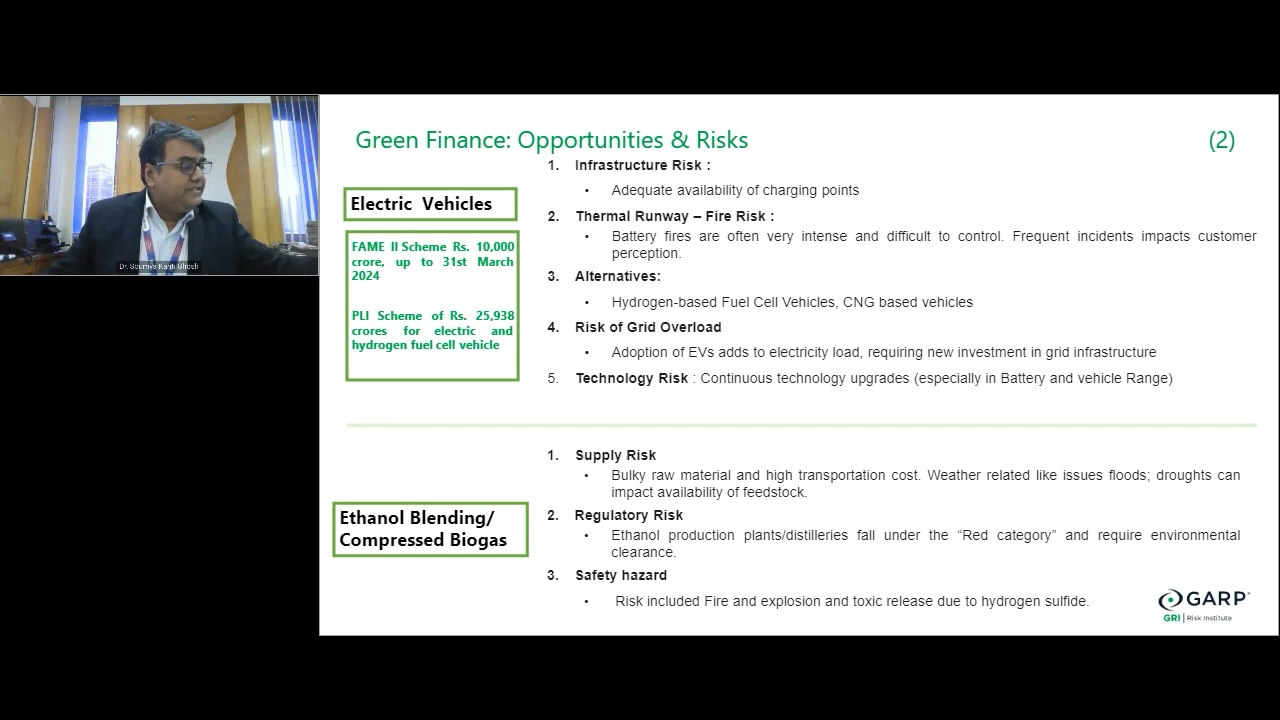 Dr. Soumya Kanti Ghosh
Green Finance: Opportunities & Risks
(2)
Electric Vehicles
FAME II Scheme Rs. 10,000
crore, up to 31st March
2024
PLI Scheme of Rs. 25,938
crores for electric and
hydrogen fuel cell vehicle
1. Infrastructure Risk :
• Adequate availability of charging points
2. Thermal Runway – Fire Risk :
• Battery fires are often very intense and difficult to control. Frequent incidents impacts customer
perception.
3. Alternatives:
• Hydrogen-based Fuel Cell Vehicles, CNG based vehicles
4. Risk of Grid Overload
• Adoption of EVs adds to electricity load, requiring new investment in grid infrastructure
5. Technology Risk : Continuous technology upgrades (especially in Battery and vehicle Range)
Ethanol Blending/
Compressed Biogas
1. Supply Risk
• Bulky raw material and high transportation cost. Weather related like issues floods; droughts can
impact availability of feedstock.
2. Regulatory Risk
• Ethanol production plants/distilleries fall under the “Red category” and require environmental
clearance.
3. Safety hazard
• Risk included Fire and explosion and toxic release due to hydrogen sulfide.
GARP®
GRI | Risk Institute